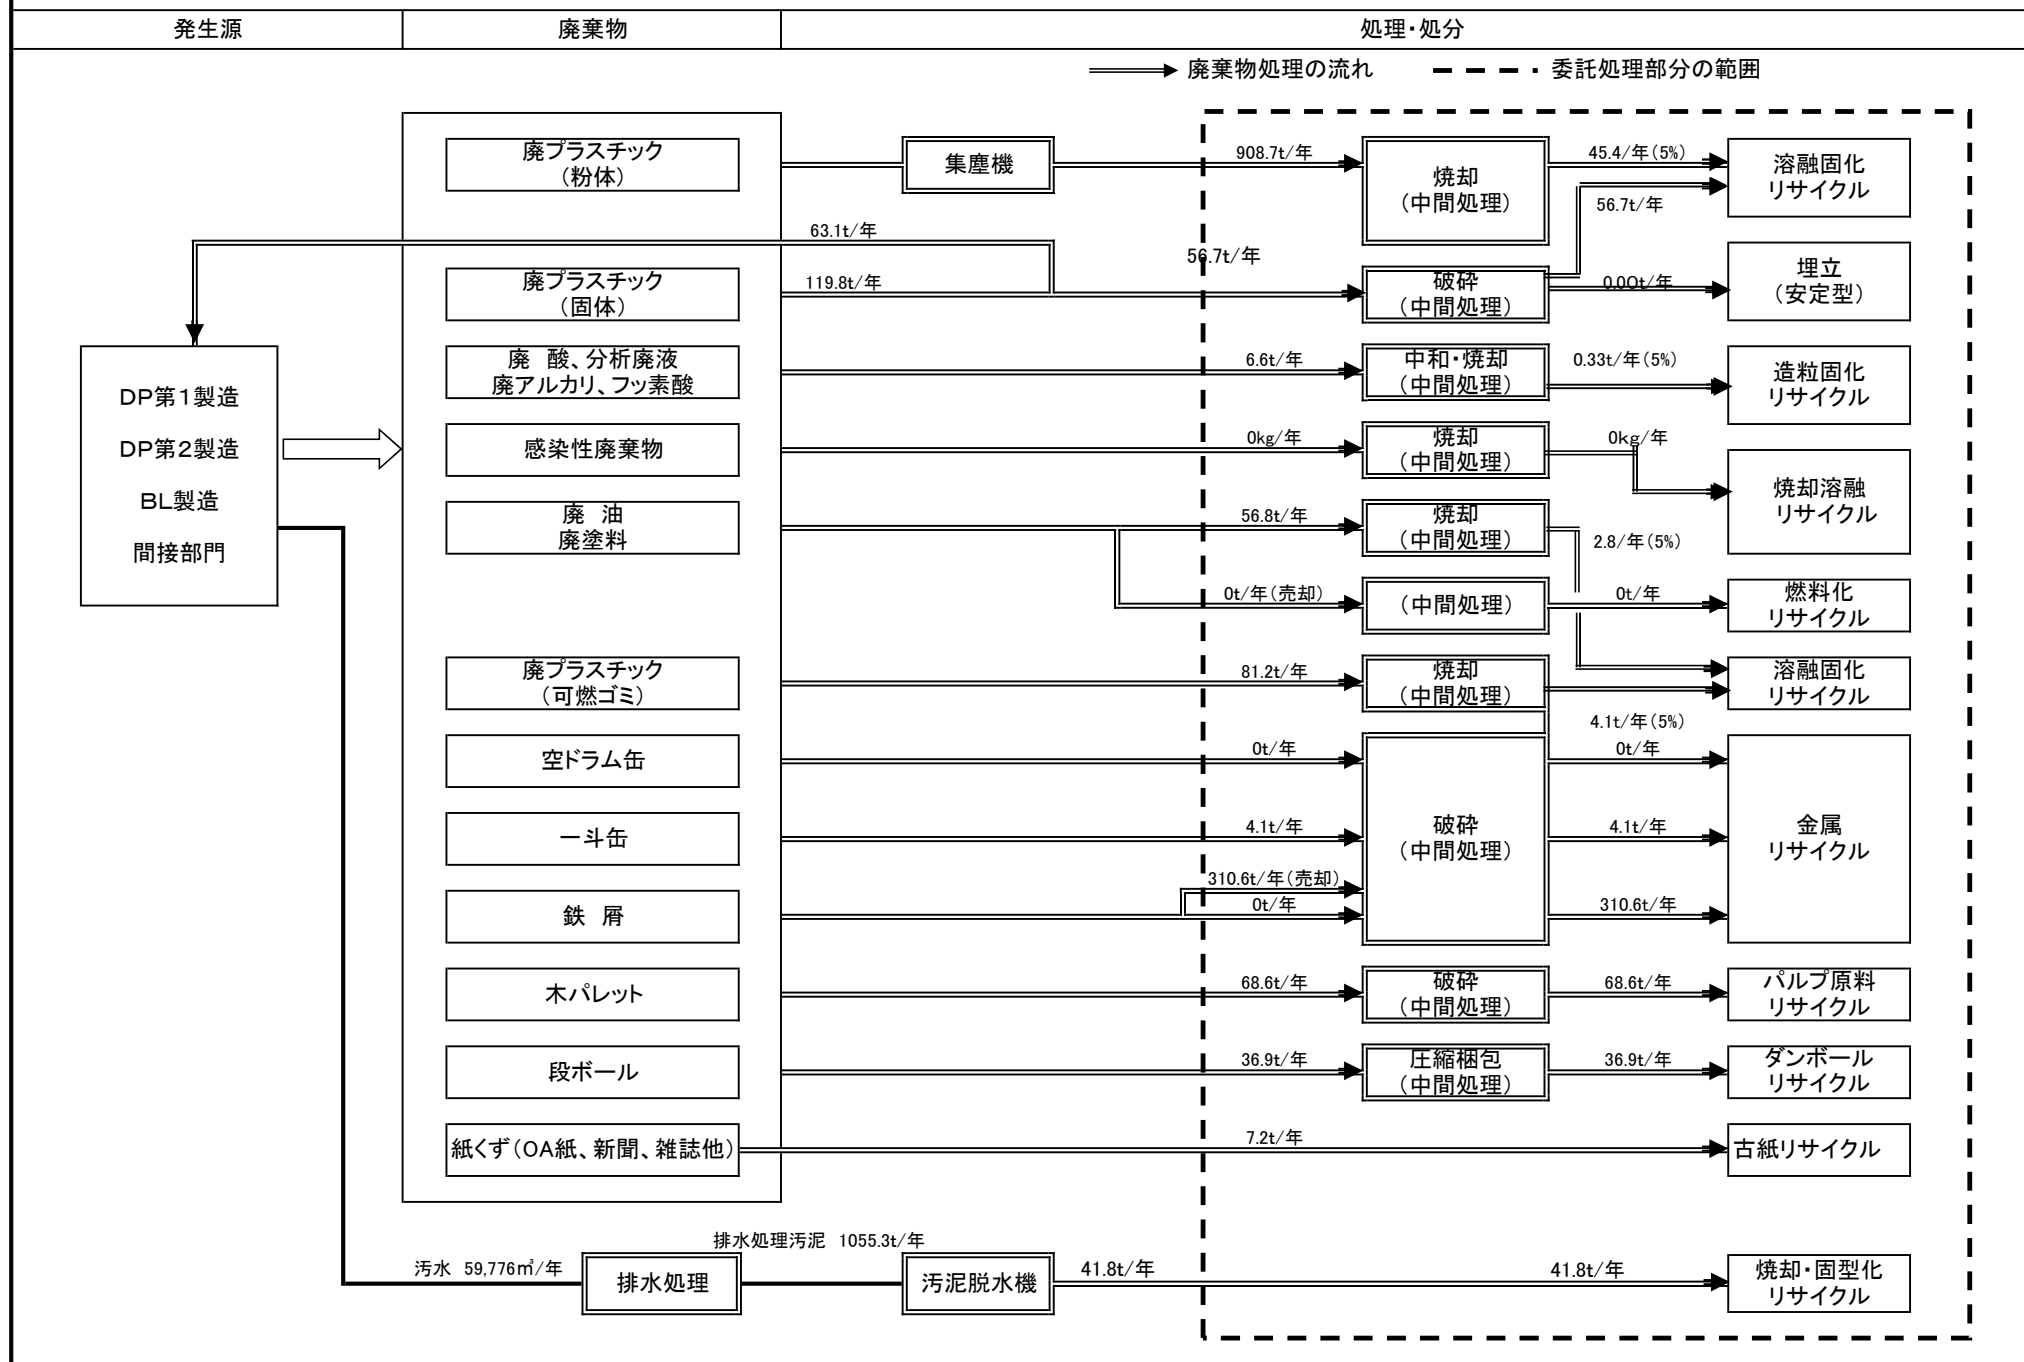 発生源
廃棄物
処理・処分
廃棄物処理の流れ
委託処理部分の範囲
廃プラスチック
(粉体)
集塵機
908.7t/年
焼却
(中間処理)
45.4/年(5%)
溶融固化
リサイクル
56.7t/年
63.1t/年
56.7t/年
廃プラスチック
(固体)
119.8t/年
破砕
(中間処理)
0.00t/年
埋立
(安定型)
DP第1製造
DP第2製造
BL製造
間接部門
廃 酸、分析廃液
廃アルカリ、フッ素酸
6.6t/年
中和・焼却
(中間処理)
0.33t/年(5%)
造粒固化
リサイクル
感染性廃棄物
0kg/年
焼却
(中間処理)
0kg/年
焼却溶融
リサイクル
廃 油
廃塗料
56.8t/年
焼却
(中間処理)
2.8/年(5%)
0t/年(売却)
(中間処理)
0t/年
燃料化
リサイクル
廃プラスチック
(可燃ゴミ)
81.2t/年
焼却
(中間処理)
溶融固化
リサイクル
4.1t/年(5%)
空ドラム缶
0t/年
0t/年
一斗缶
4.1t/年
破砕
(中間処理)
4.1t/年
金属
リサイクル
310.6t/年(売却)
鉄 屑
0t/年
310.6t/年
木パレット
68.6t/年
破砕
(中間処理)
68.6t/年
パルプ原料
リサイクル
段ボール
36.9t/年
圧縮梱包
(中間処理)
36.9t/年
ダンボール
リサイクル
紙くず(OA紙、新聞、雑誌他)
7.2t/年
古紙リサイクル
排水処理汚泥 1055.3t/年
汚水 59,776㎥/年
排水処理
汚泥脱水機
41.8t/年
41.8t/年
焼却・固型化
リサイクル